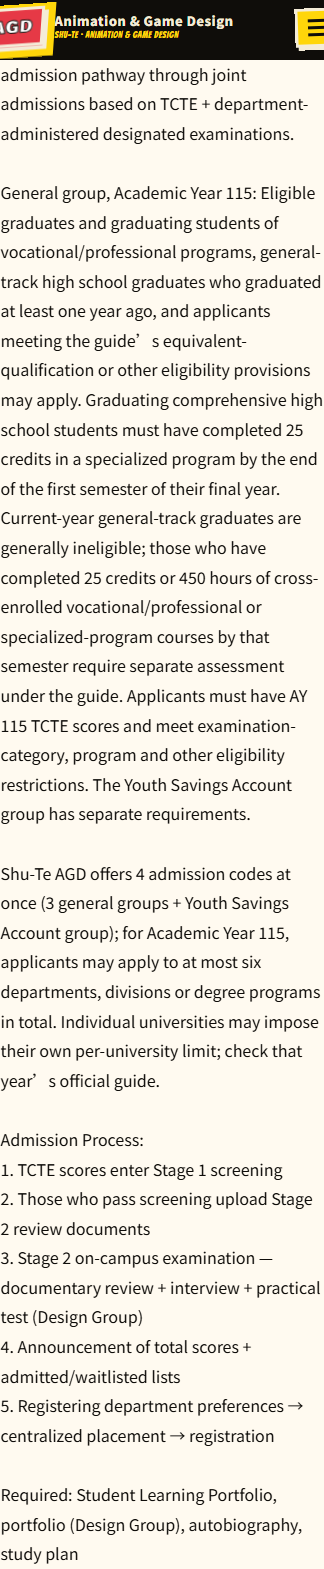 AGD
Animation & Game Design
SHU-TE · ANIMATION & GAME DESIGN
admission pathway through joint
admissions based on TCTE + department-
administered designated examinations.
General group, Academic Year 115: Eligible
graduates and graduating students of
vocational/professional programs, general-
track high school graduates who graduated
at least one year ago, and applicants
meeting the guide’s equivalent-
qualification or other eligibility provisions
may apply. Graduating comprehensive high
school students must have completed 25
credits in a specialized program by the end
of the first semester of their final year.
Current-year general-track graduates are
generally ineligible; those who have
completed 25 credits or 450 hours of cross-
enrolled vocational/professional or
specialized-program courses by that
semester require separate assessment
under the guide. Applicants must have AY
115 TCTE scores and meet examination-
category, program and other eligibility
restrictions. The Youth Savings Account
group has separate requirements.
Shu-Te AGD offers 4 admission codes at
once (3 general groups + Youth Savings
Account group); for Academic Year 115,
applicants may apply to at most six
departments, divisions or degree programs
in total. Individual universities may impose
their own per-university limit; check that
year’s official guide.
Admission Process:
1. TCTE scores enter Stage 1 screening
2. Those who pass screening upload Stage
2 review documents
3. Stage 2 on-campus examination —
documentary review + interview + practical
test (Design Group)
4. Announcement of total scores +
admitted/waitlisted lists
5. Registering department preferences →
centralized placement → registration
Required: Student Learning Portfolio,
portfolio (Design Group), autobiography,
study plan